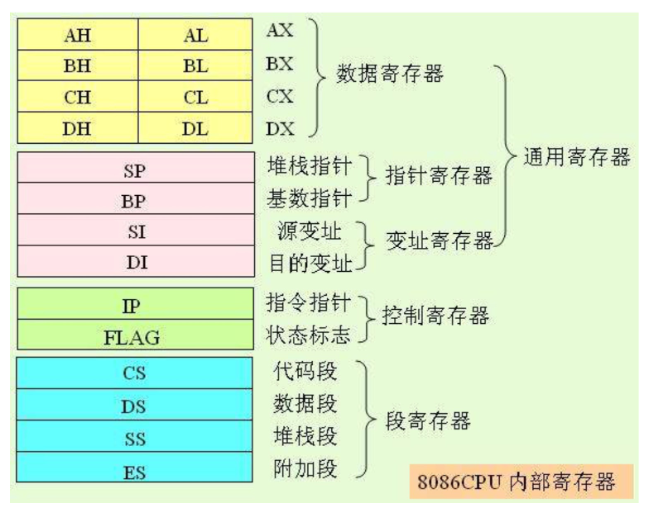 AH AL AX
BH BL BX
数据寄存器
CH CL CX
DH DL DX
通用寄存器
SP 堆栈指针
指针寄存器
BP 基数指针
SI 源变址
变址寄存器
DI 目的变址
IP 指令指针
控制寄存器
FLAG 状态标志
CS 代码段
DS 数据段
段寄存器
SS 堆栈段
ES 附加段
8086CPU 内部寄存器